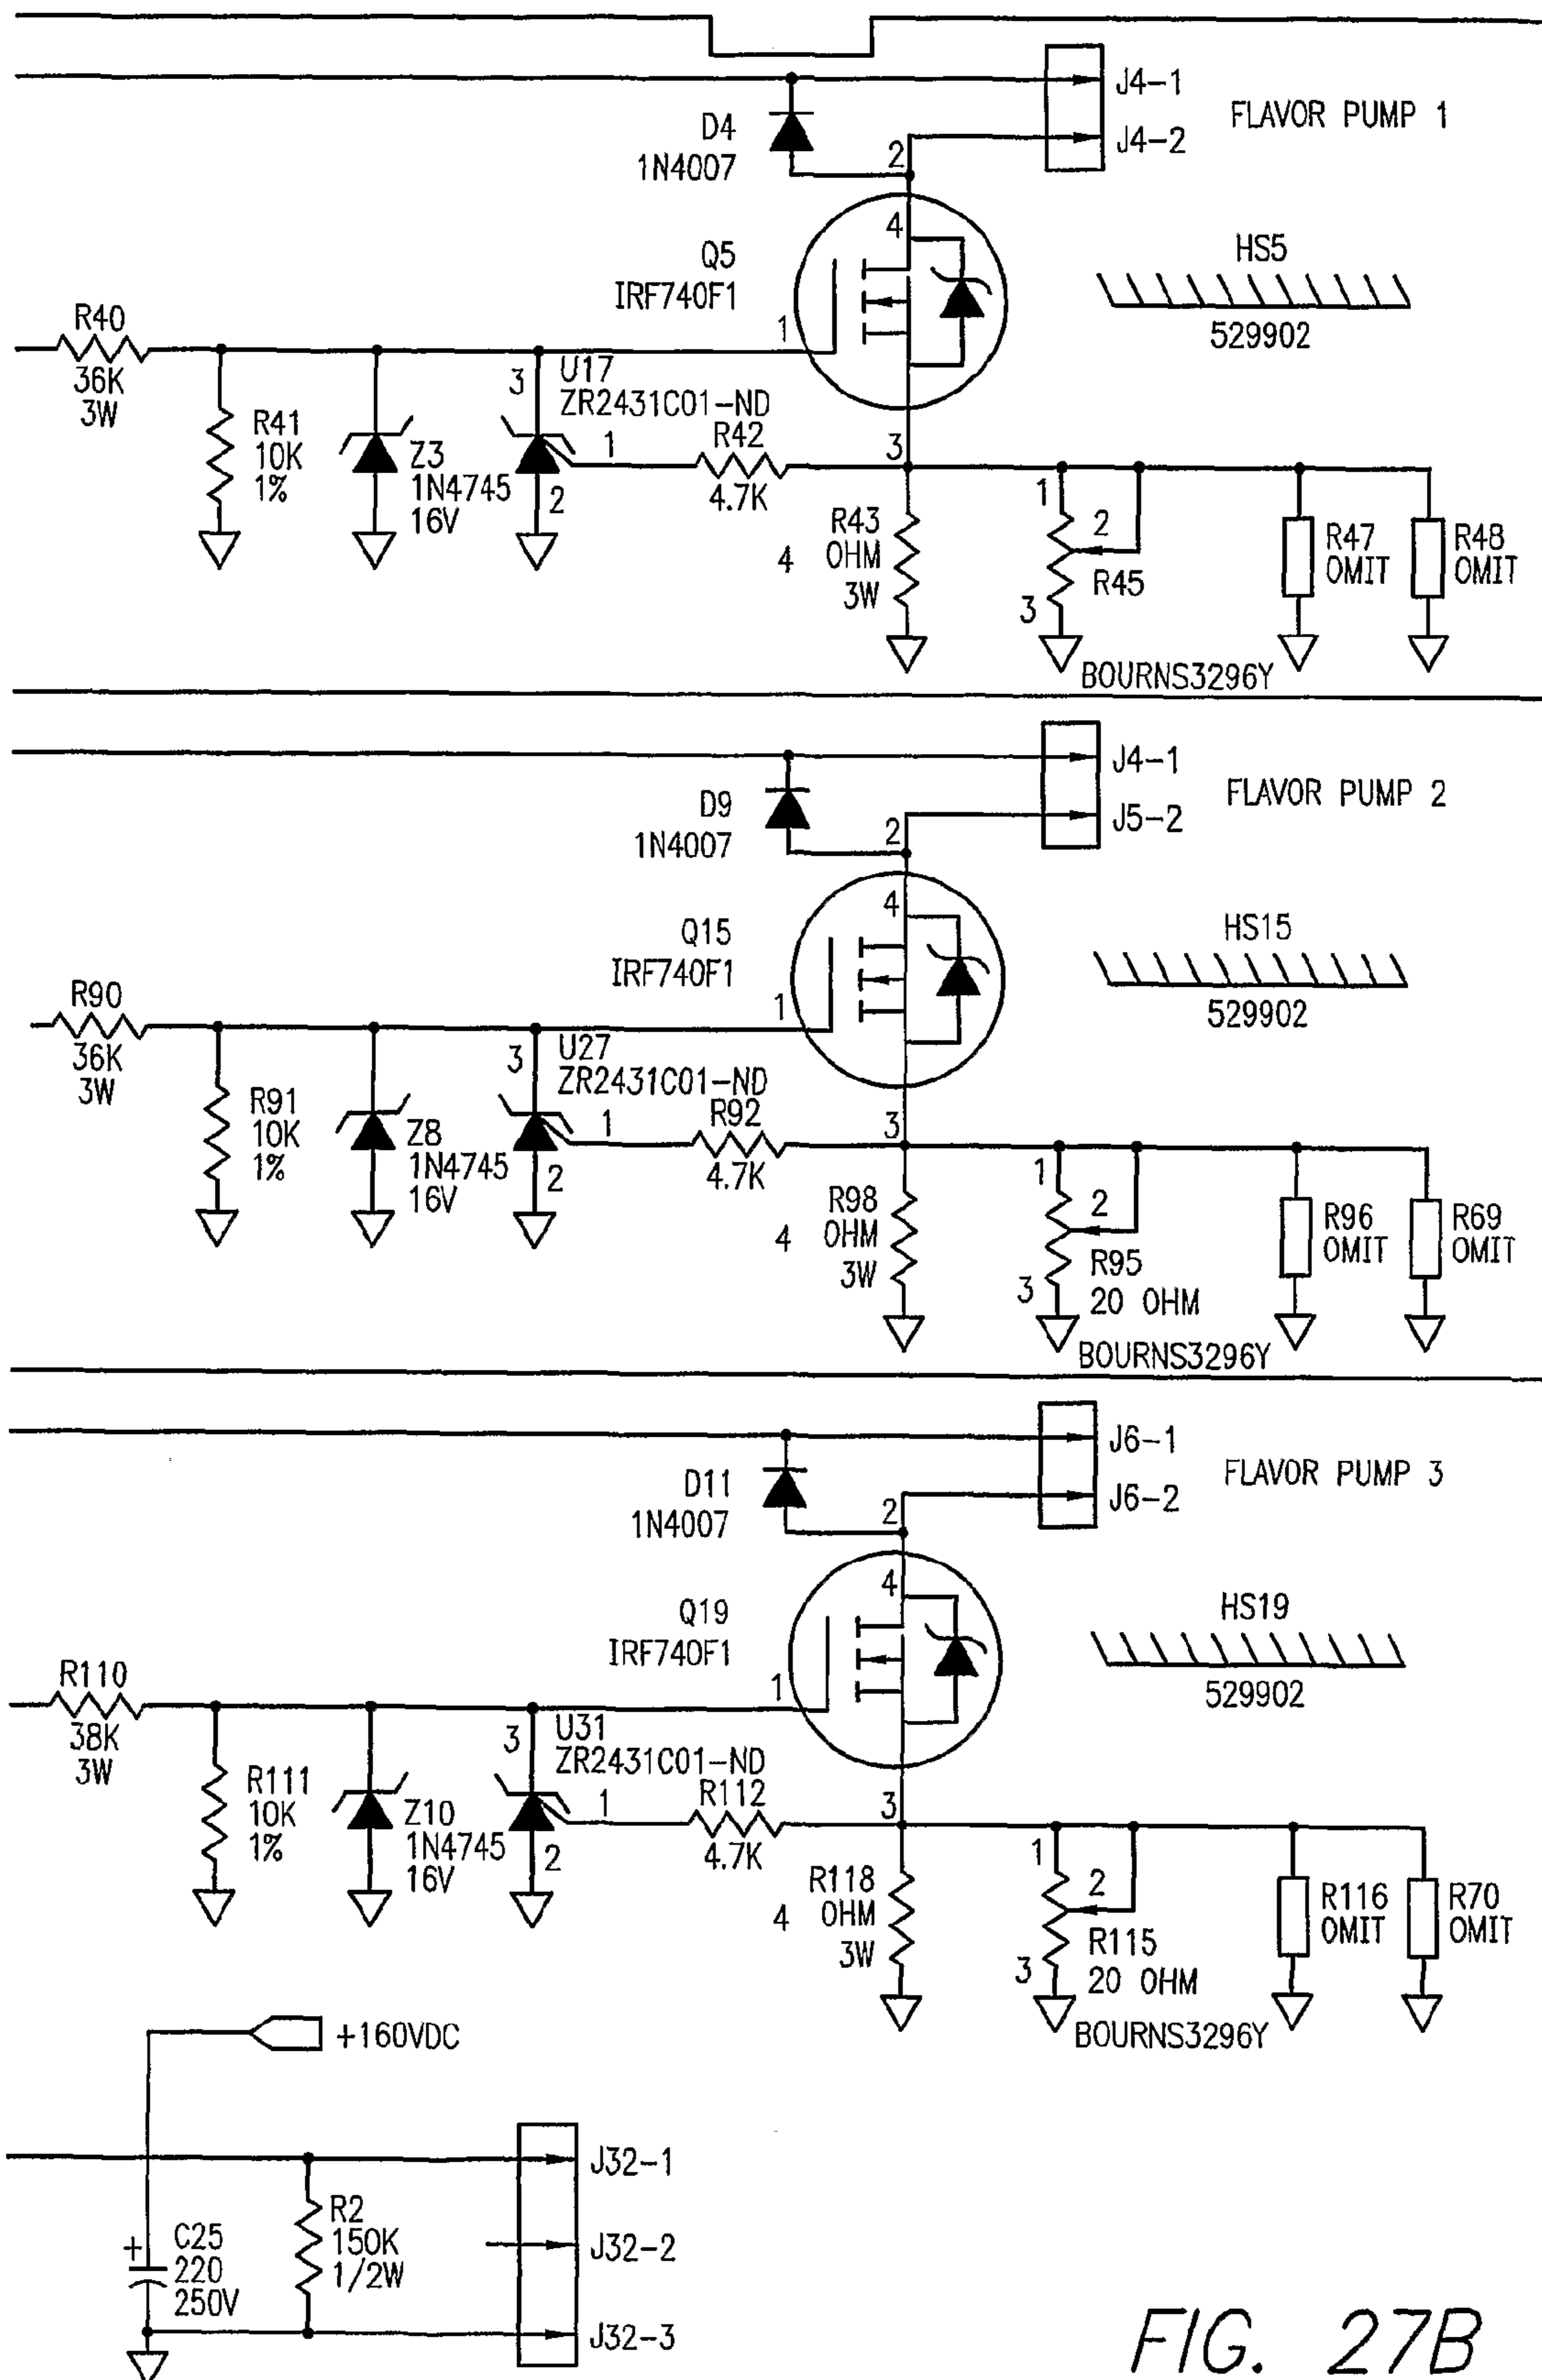 J4-1
FLAVOR PUMP 1
D4
J4-2
1N4007
2
4
Q5
HS5
IRF740F1
R40
1
529902
36K
3W
3
U17
ZR2431C01-ND
R41
10K
1%
Z3
1N4745
16V
1
R42
4.7K
2
3
R43
4 OHM
3W
1
2
R45
3
R47
OMIT
R48
OMIT
BOURNS3296Y
J4-1
FLAVOR PUMP 2
D9
J5-2
1N4007
2
4
Q15
HS15
IRF740F1
R90
1
529902
36K
3W
3
U27
ZR2431C01-ND
R91
10K
1%
Z8
1N4745
16V
1
R92
4.7K
2
3
R98
4 OHM
3W
1
2
R95
3
20 OHM
R96
OMIT
R69
OMIT
BOURNS3296Y
J6-1
FLAVOR PUMP 3
D11
J6-2
1N4007
2
4
Q19
HS19
IRF740F1
R110
1
529902
38K
3W
3
U31
ZR2431C01-ND
R111
10K
1%
Z10
1N4745
16V
1
R112
4.7K
2
3
R118
4 OHM
3W
1
2
R115
3
20 OHM
R116
OMIT
R70
OMIT
BOURNS3296Y
+160VDC
J32-1
R2
150K
1/2W
+
C25
220
250V
J32-2
J32-3
FIG. 27B